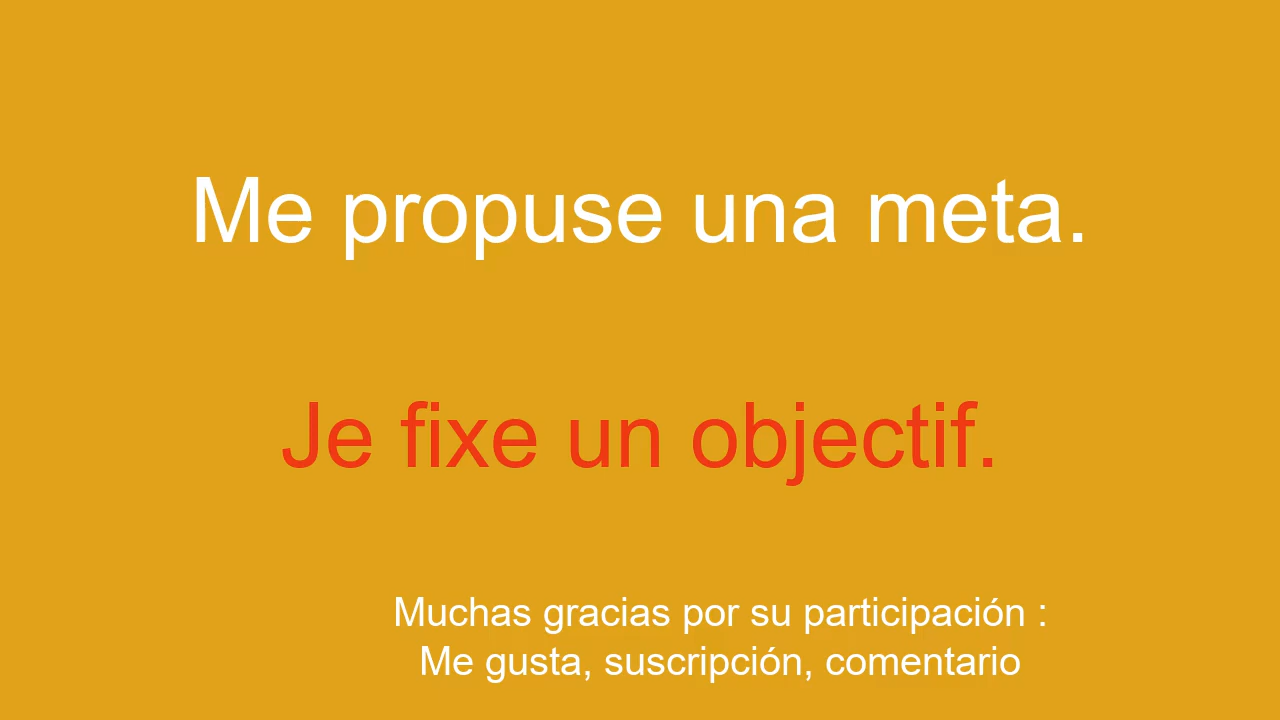 Me propuse una meta.
Je fixe un objectif.
Muchas gracias por su participación :
Me gusta, suscripción, comentario